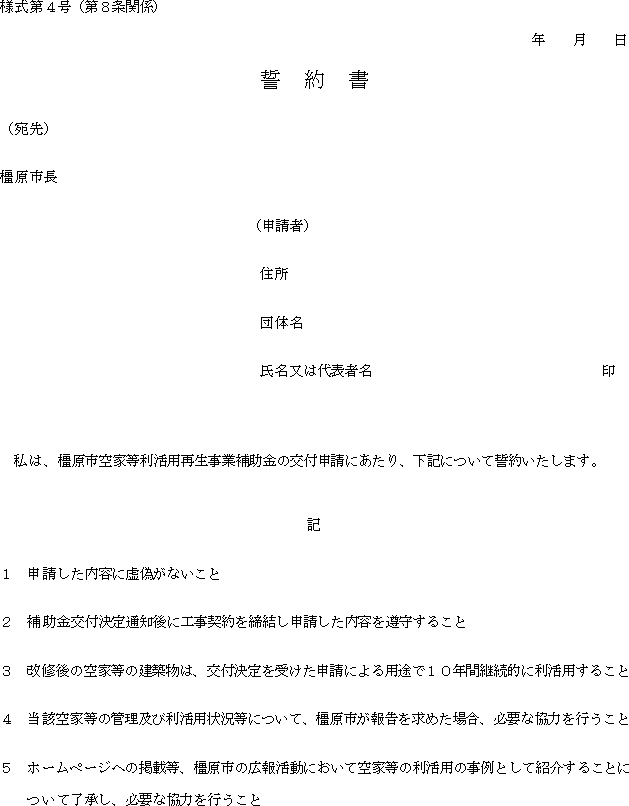 様式第４号（第８条関係）
年　　月　　日
誓　約　書
（宛先）
橿原市長
（申請者）
住所
団体名
氏名又は代表者名　　　　　　　　　　　　　　　　印
私は、橿原市空家等利活用再生事業補助金の交付申請にあたり、下記について誓約いたします。
記
１　申請した内容に虚偽がないこと
２　補助金交付決定通知後に工事契約を締結し申請した内容を遵守すること
３　改修後の空家等の建築物は、交付決定を受けた申請による用途で１０年間継続的に利活用すること
４　当該空家等の管理及び利活用状況等について、橿原市が報告を求めた場合、必要な協力を行うこと
５　ホームページへの掲載等、橿原市の広報活動において空家等の利活用の事例として紹介することに
ついて了承し、必要な協力を行うこと